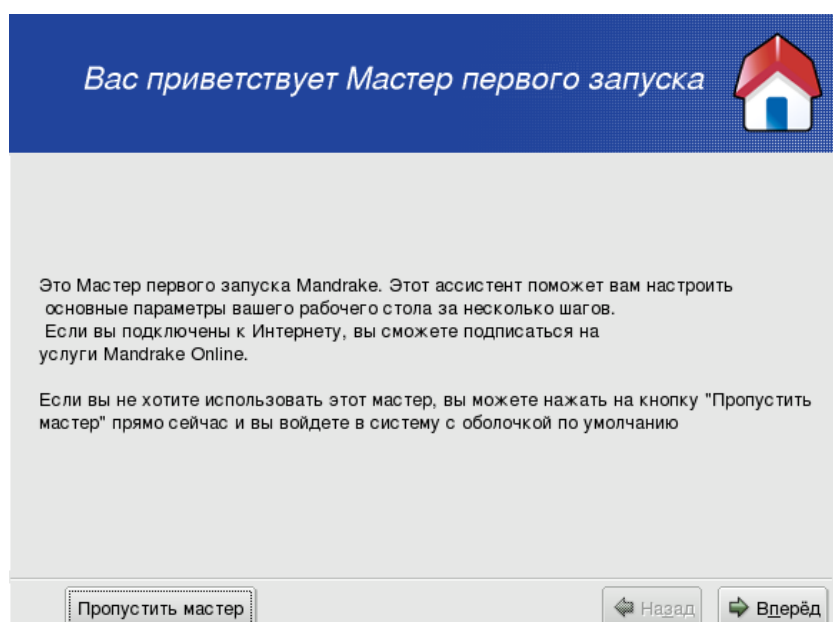 Вас приветствует Мастер первого запуска
Это Мастер первого запуска Mandrake. Этот ассистент поможет вам настроить
основные параметры вашего рабочего стола за несколько шагов.
Если вы подключены к Интернету, вы сможете подписаться на
услуги Mandrake Online.
Если вы не хотите использовать этот мастер, вы можете нажать на кнопку "Пропустить
мастер" прямо сейчас и вы войдете в систему с оболочкой по умолчанию
Пропустить мастер
Назад
Вперёд